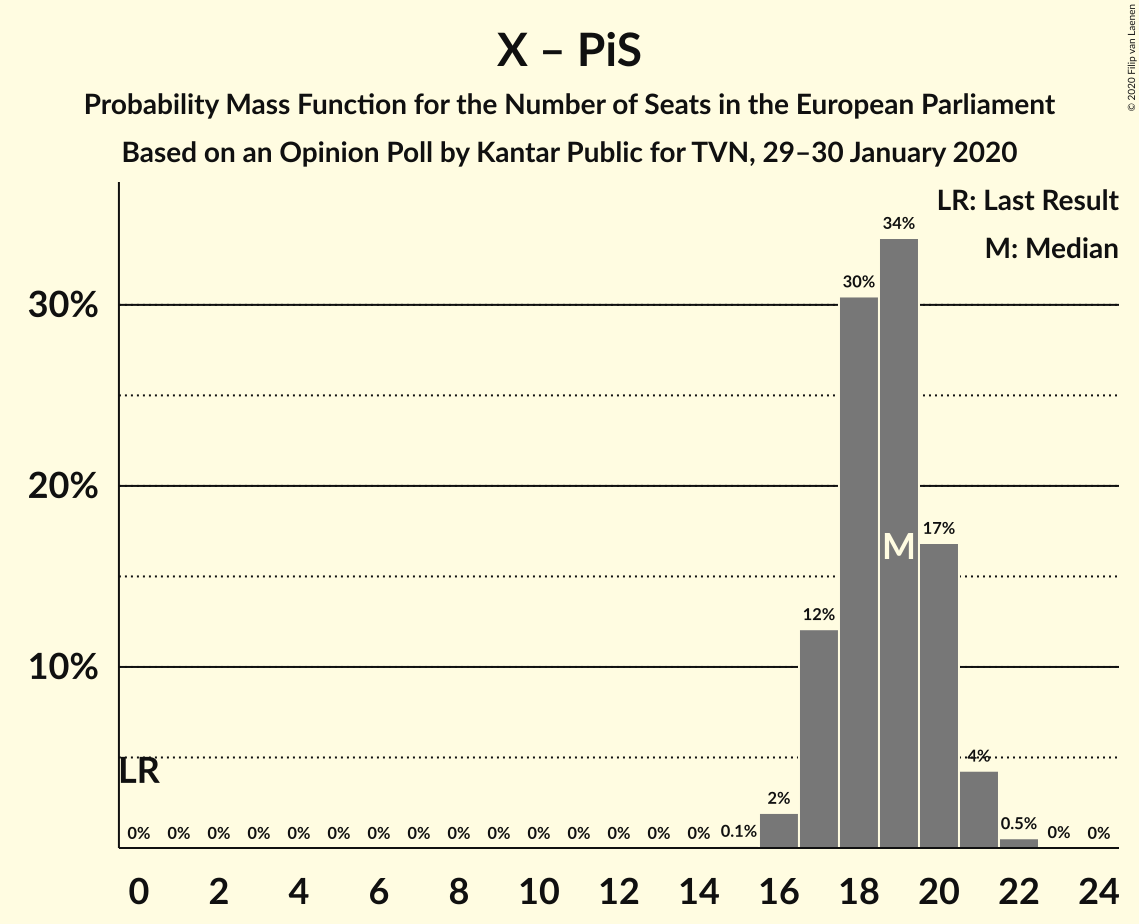 X – PiS
Probability Mass Function for the Number of Seats in the European Parliament
Based on an Opinion Poll by Kantar Public for TVN, 29–30 January 2020
© 2020 Filip van Laenen
LR: Last Result
M: Median
34%
30%
30%
20%
17%
M
12%
10%
LR
4%
2%
0% 0% 0% 0% 0% 0% 0% 0% 0% 0% 0% 0% 0% 0% 0% 0.1% 0.5% 0% 0%
0 2 4 6 8 10 12 14 16 18 20 22 24